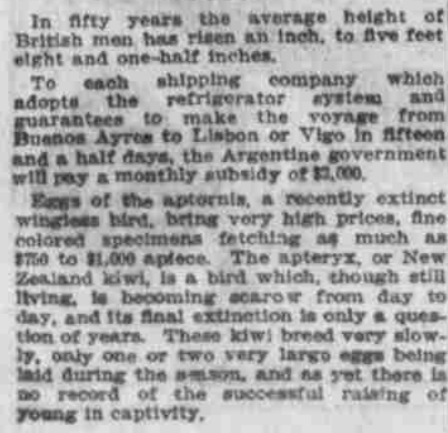 In fifty years the average height of
British men has risen an inch, to five feet
eight and one-half inches.
To each shipping company which
adopts the refrigerator system and
guarantees to make the voyage from
Buenos Ayres to Lisbon or Vigo in fifteen
and a half days, the Argentine government
will pay a monthly subsidy of $2,000.
Eggs of the aptornis, a recently extinct
wingless bird, bring very high prices, fine
colored specimens fetching as much as
$750 to $1,000 apiece. The apteryx, or New
Zealand kiwi, is a bird which, though still
living, is becoming scarow from day to
day, and its final extinction is only a ques-
tion of years. These kiwi breed very slow-
ly, only one or two very large eggs being
laid during the season, and as yet there is
no record of the successful raising of
young in captivity.